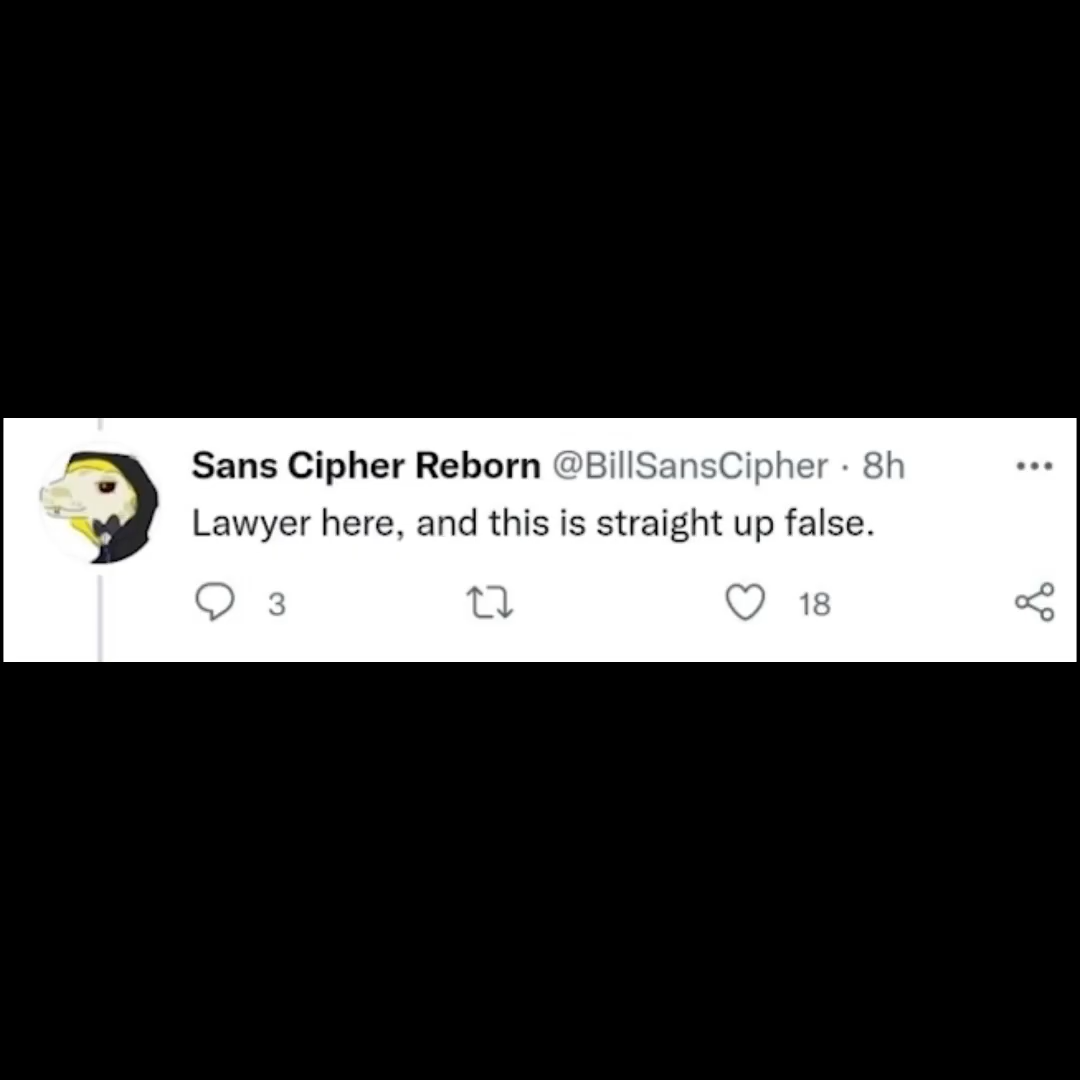 Sans Cipher Reborn @BillSansCipher · 8h
Lawyer here, and this is straight up false.
3 18